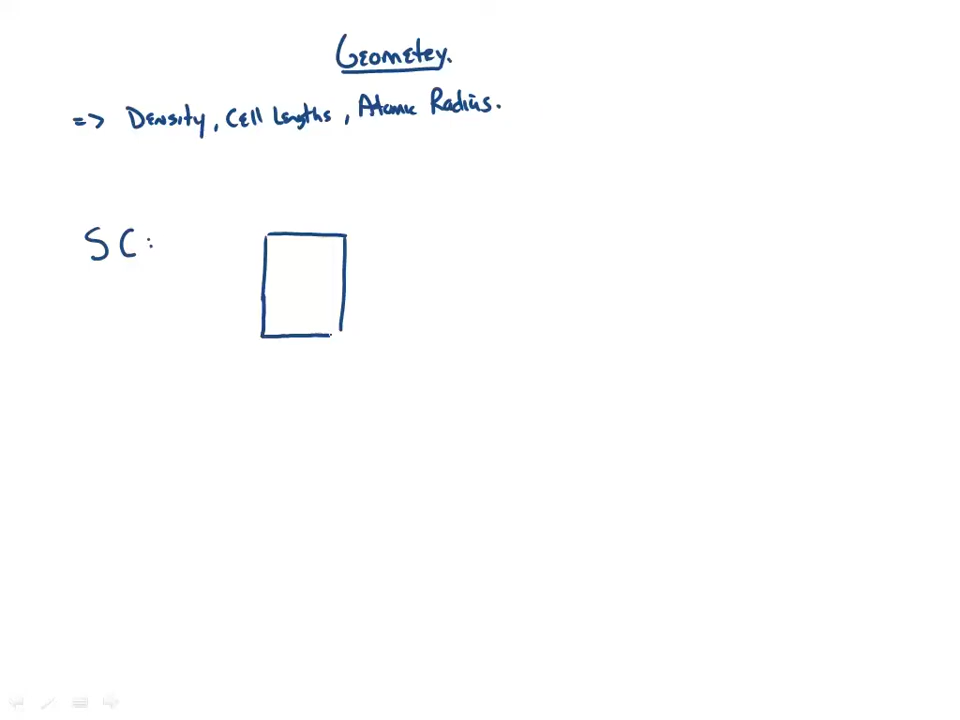 Geometry.
=> Density, Cell Lengths, Atomic Radius.
SC: